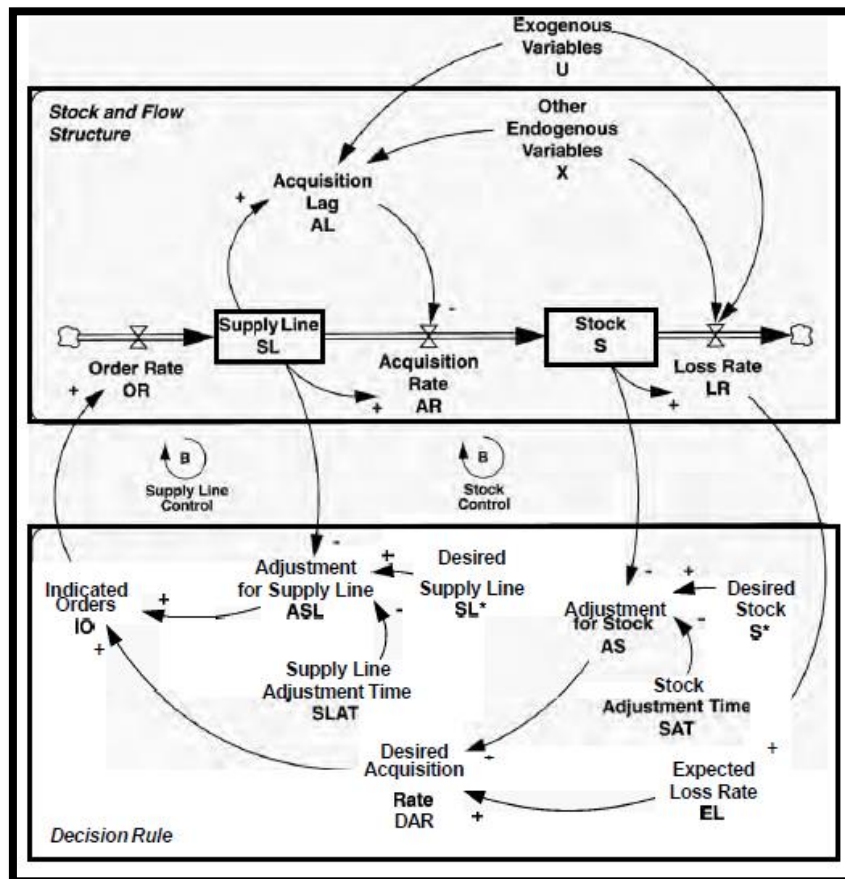 Exogenous
Variables
U
Stock and Flow
Structure
Other
Endogenous
Variables
X
Acquisition
Lag
AL
+
-
Supply Line
SL
Stock
S
Order Rate
OR
+
Acquisition
Rate
AR
+
Loss Rate
LR
+
B
Supply Line
Control
B
Stock
Control
-
+
Desired
Supply Line
SL*
Adjustment
for Supply Line
ASL
-
Indicated
Orders
IO
+
+
Supply Line
Adjustment Time
SLAT
-
+
Desired
Stock
S*
Adjustment
for Stock
AS
-
Stock
Adjustment Time
SAT
Desired
Acquisition
Rate
DAR
+
+
Expected
Loss Rate
EL
+
Decision Rule